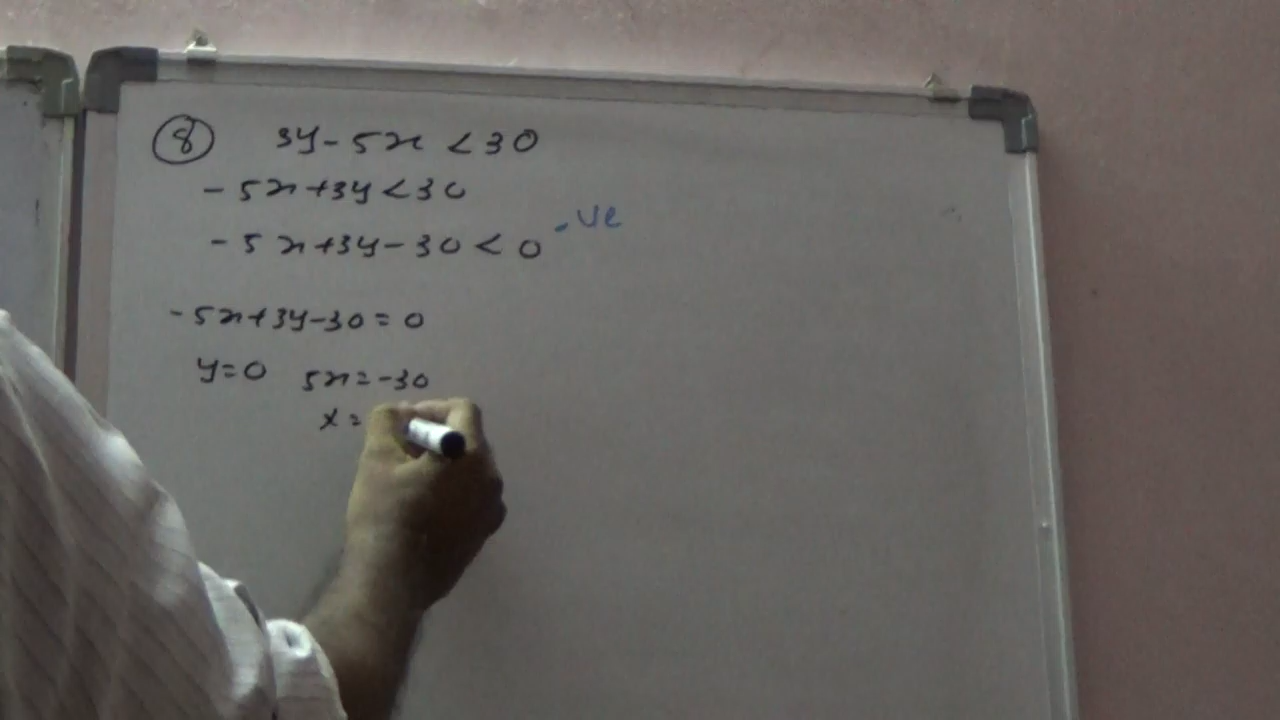 ⑧ 3y-5x<30
-5x+3y<30
-5x+3y-30<0 -ve
-5x+3y-30=0
y=0 5x=-30
x=